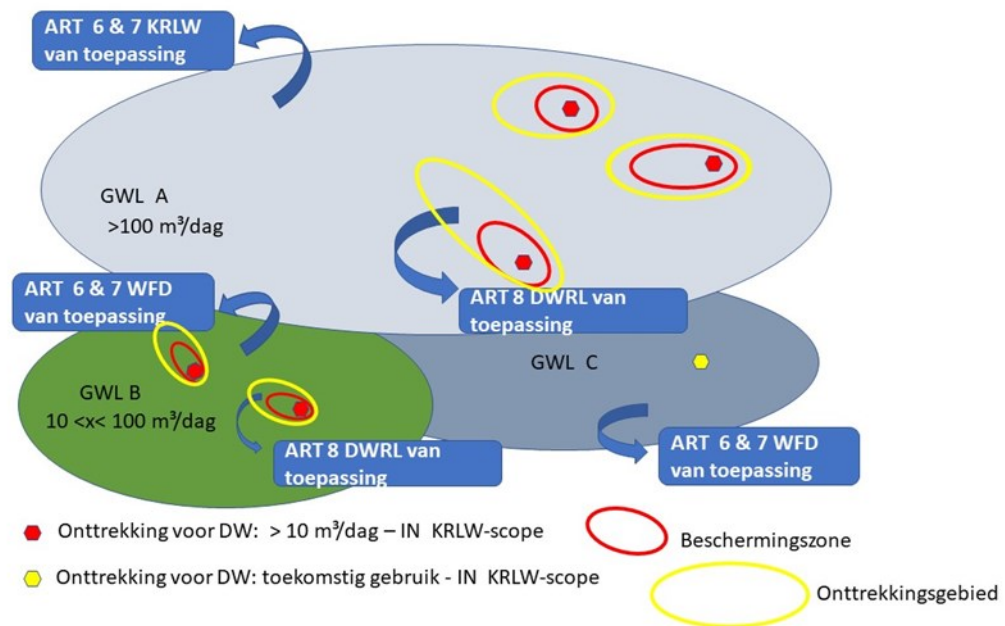 ART 6 & 7 KRLW
van toepassing
GWL A
>100 m³/dag
ART 6 & 7 WFD
van toepassing
ART 8 DWRL van
toepassing
GWL C
GWL B
10 <x< 100 m³/dag
ART 8 DWRL van
toepassing
ART 6 & 7 WFD
van toepassing
Onttrekking voor DW: > 10 m³/dag – IN KRLW-scope
Beschermingszone
Onttrekking voor DW: toekomstig gebruik - IN KRLW-scope
Onttrekkingsgebied